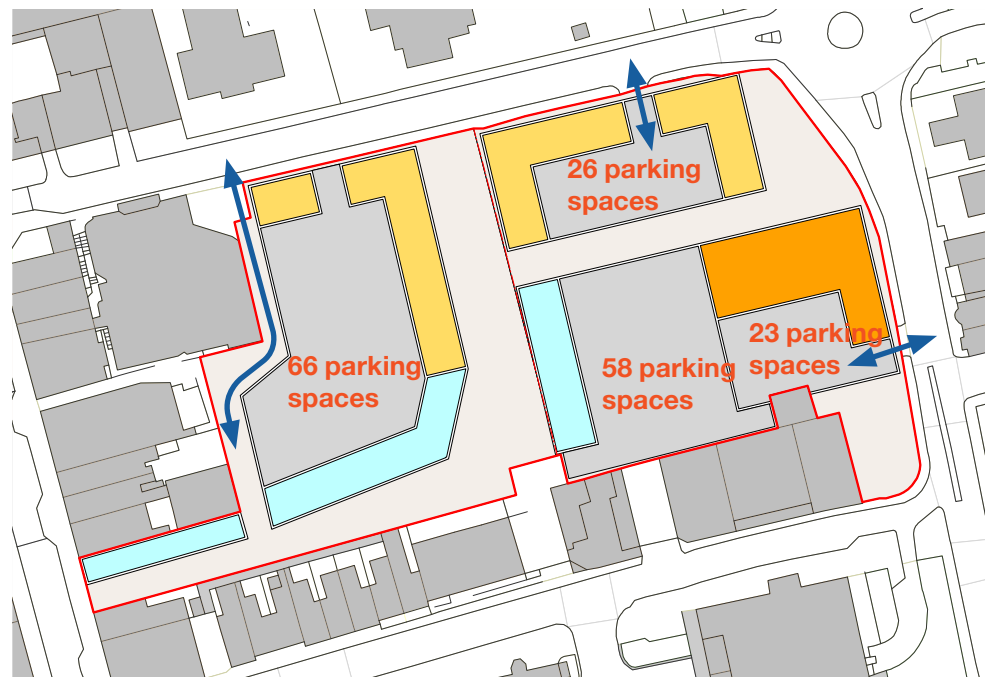 26 parking
spaces
23 parking
spaces
66 parking
spaces
58 parking
spaces